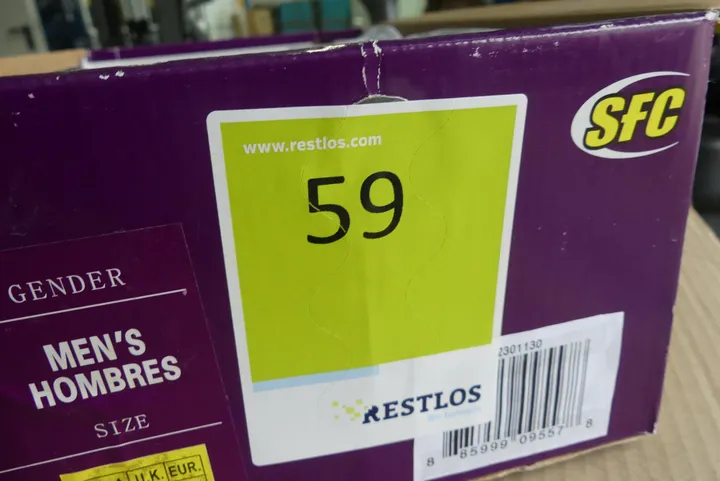 SFC
www.restlos.com
59
GENDER
MEN'S
HOMBRES
SIZE
U.K. EUR.
RESTLOS
2301130
8 85999 09557 8